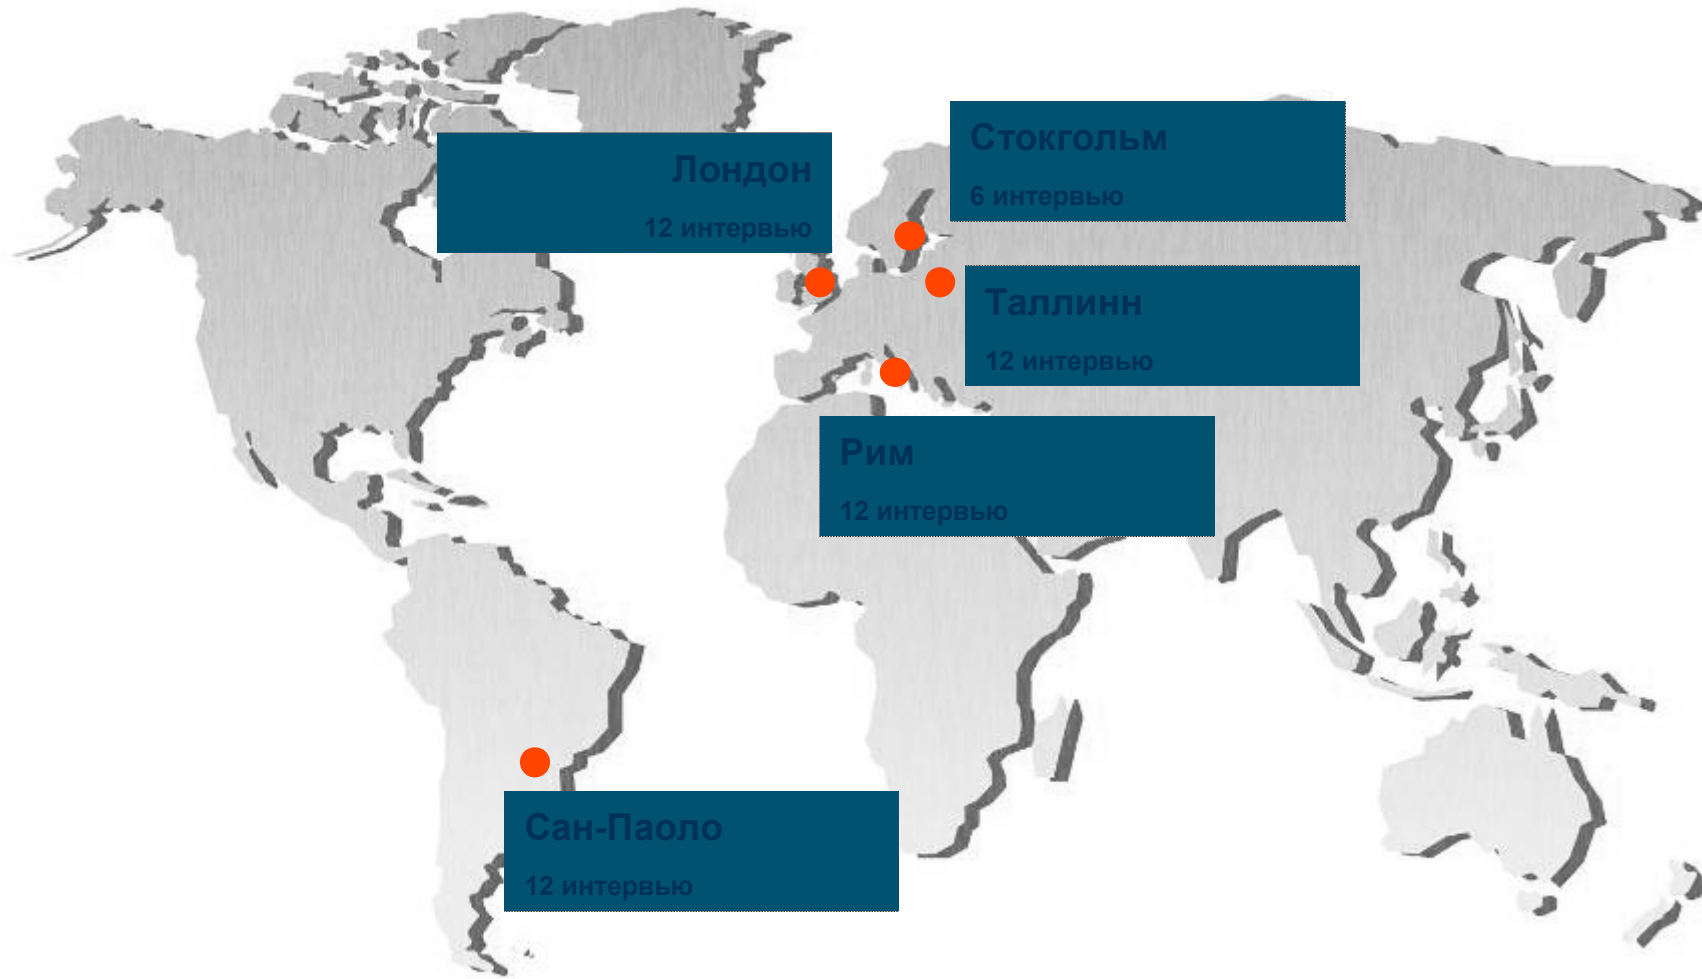 Лондон
12 интервью
Стокгольм
6 интервью
Таллинн
12 интервью
Рим
12 интервью
Сан-Паоло
12 интервью